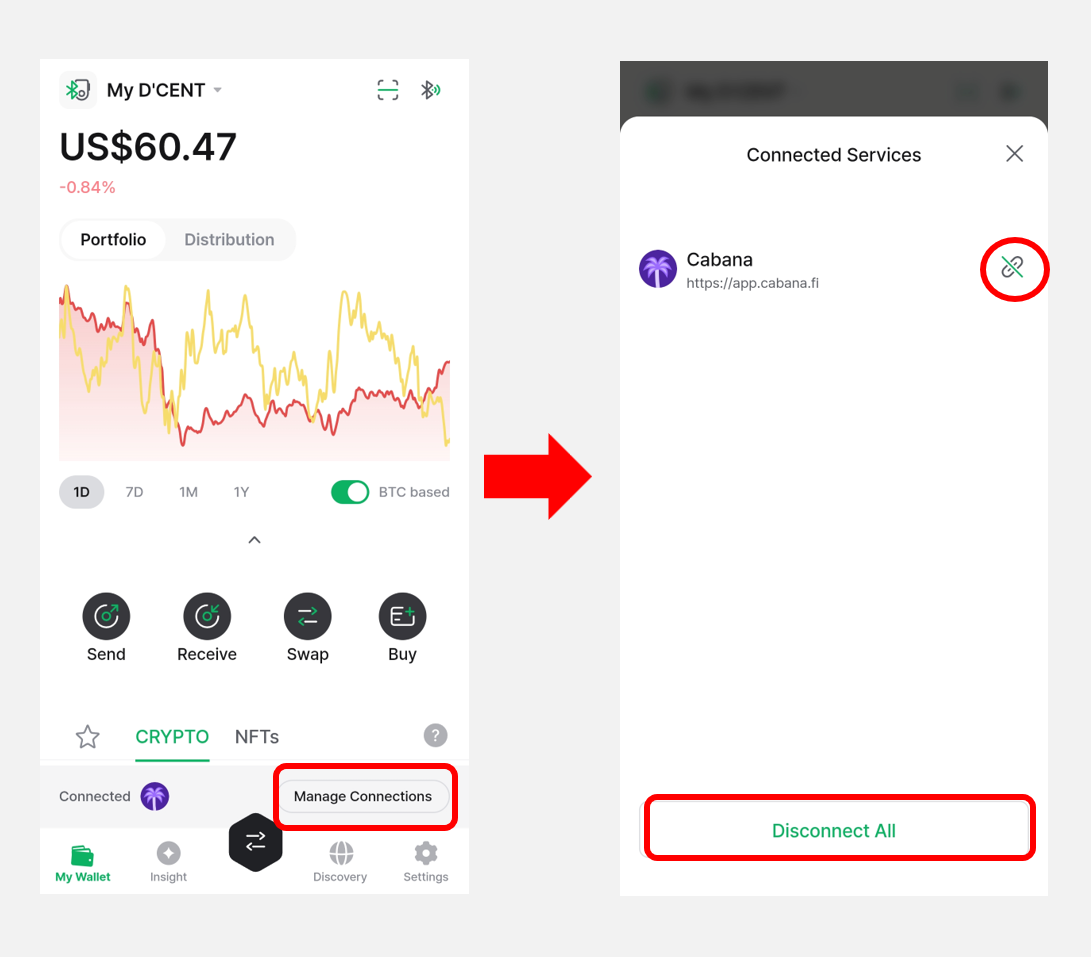 My D'CENT
US$60.47
-0.84%
Portfolio Distribution
1D 7D 1M 1Y BTC based
Send Receive Swap Buy
CRYPTO NFTs ?
Connected Manage Connections
My Wallet Insight Discovery Settings
Connected Services
Cabana
https://app.cabana.fi
Disconnect All